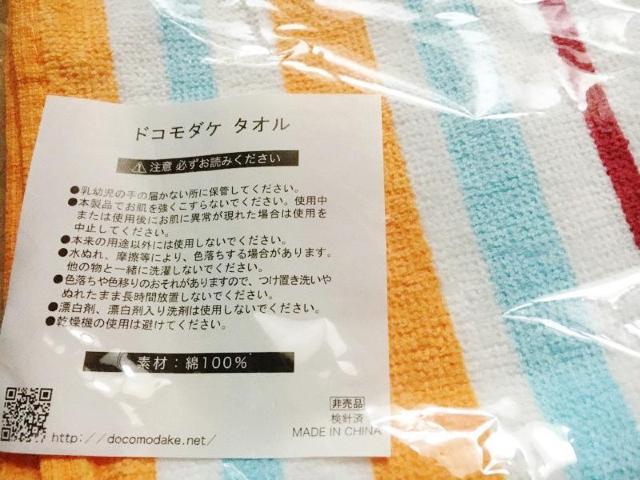 ドコモダケ タオル
⚠注意 必ずお読みください
●乳幼児の手の届かない所に保管してください。
●本製品でお肌を強くこすらないでください。使用中
または使用後にお肌に異常が現れた場合は使用を
中止してください。
●本来の用途以外には使用しないでください。
●水ぬれ、摩擦等により、色落ちする場合があります。
他の物と一緒に洗濯しないでください。
●色落ちや色移りのおそれがありますので、つけ置き洗いや
ぬれたまま長時間放置しないでください。
●漂白剤、漂白剤入り洗剤は使用しないでください。
●乾燥機の使用は避けてください。
素材：綿100%
非売品
検針済
MADE IN CHINA
http://docomodake.net/